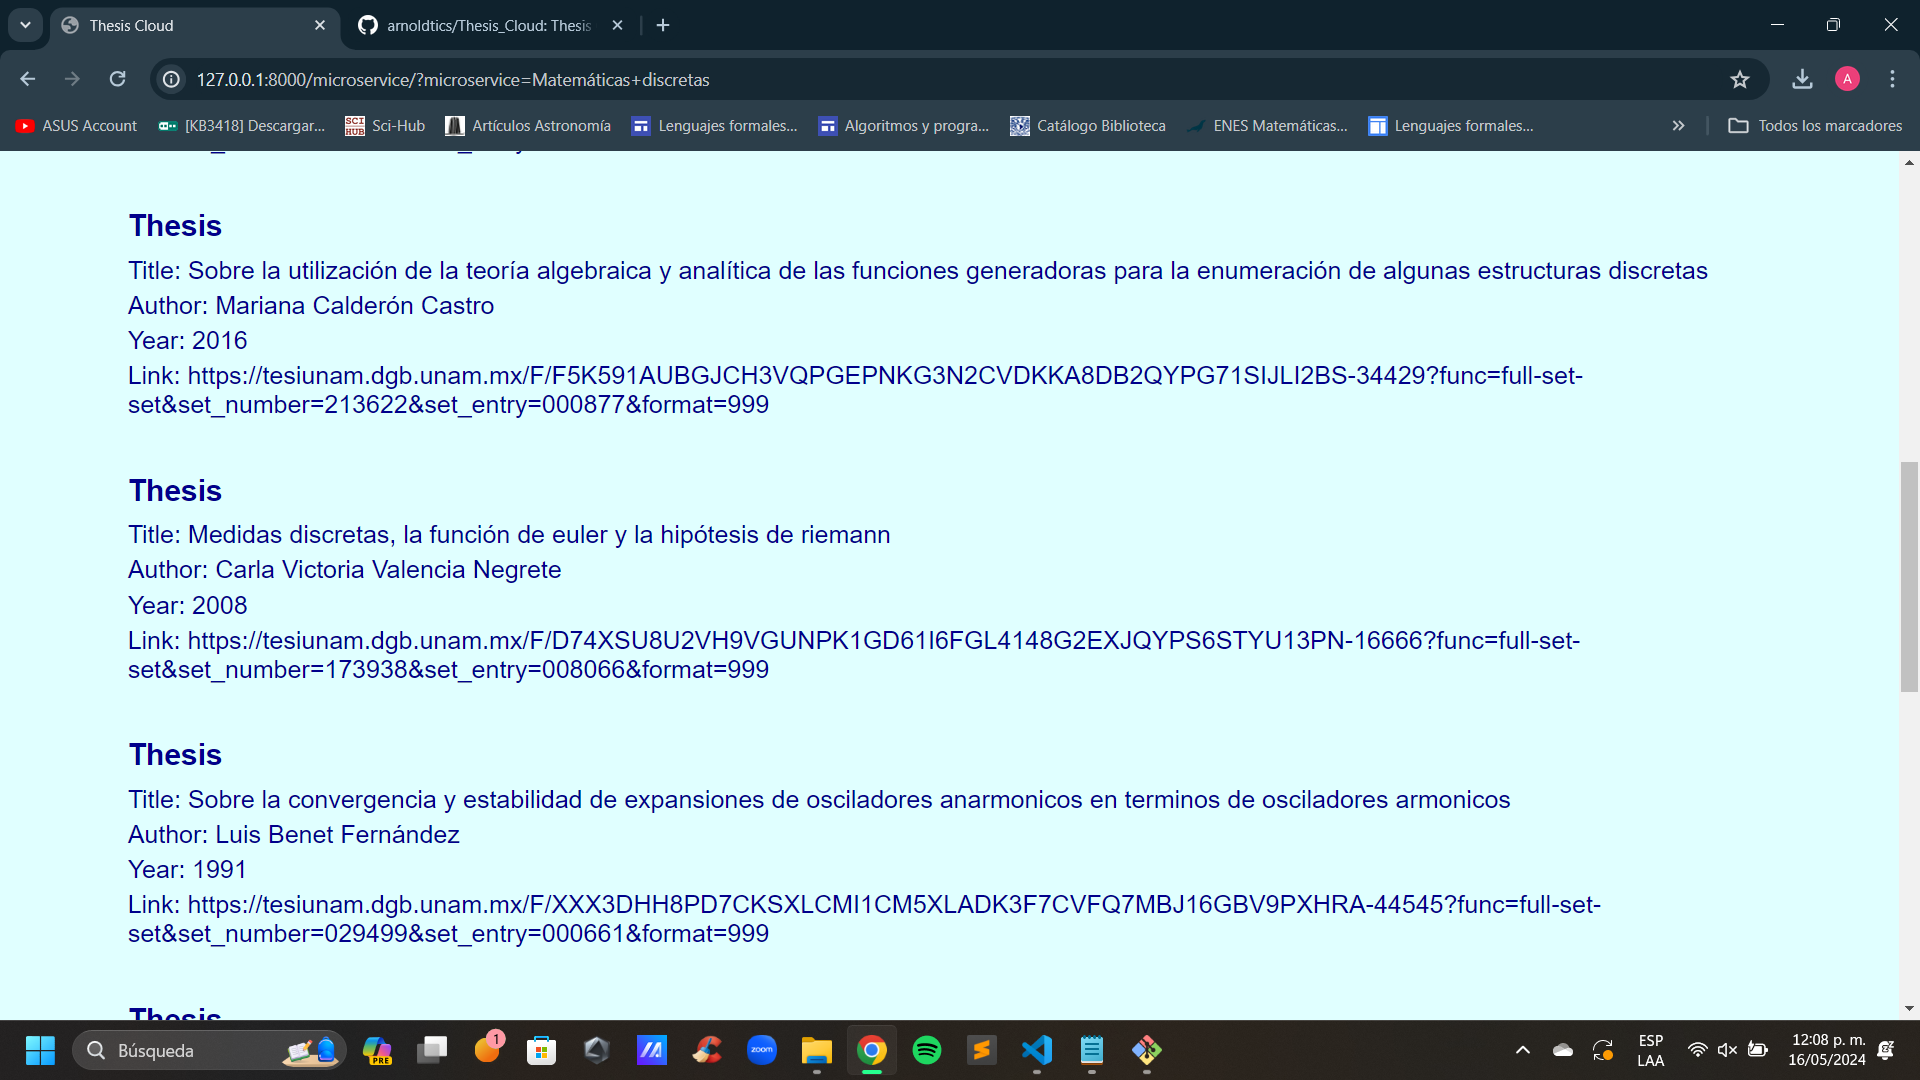 Thesis Cloud
arnoldtics/Thesis_Cloud: Thesis
127.0.0.1:8000/microservice/?microservice=Matemáticas+discretas
A
ASUS Account
[KB3418] Descargar...
SCI HUB
Sci-Hub
Artículos Astronomía
Lenguajes formales...
Algoritmos y progra...
Catálogo Biblioteca
ENES Matemáticas...
Lenguajes formales...
Todos los marcadores
Thesis
Title: Sobre la utilización de la teoría algebraica y analítica de las funciones generadoras para la enumeración de algunas estructuras discretas
Author: Mariana Calderón Castro
Year: 2016
Link: https://tesiunam.dgb.unam.mx/F/F5K591AUBGJCH3VQPGEPNKG3N2CVDKKA8DB2QYPG71SIJLI2BS-34429?func=full-set-
set&set_number=213622&set_entry=000877&format=999
Thesis
Title: Medidas discretas, la función de euler y la hipótesis de riemann
Author: Carla Victoria Valencia Negrete
Year: 2008
Link: https://tesiunam.dgb.unam.mx/F/D74XSU8U2VH9VGUNPK1GD61I6FGL4148G2EXJQYPS6STYU13PN-16666?func=full-set-
set&set_number=173938&set_entry=008066&format=999
Thesis
Title: Sobre la convergencia y estabilidad de expansiones de osciladores anarmonicos en terminos de osciladores armonicos
Author: Luis Benet Fernández
Year: 1991
Link: https://tesiunam.dgb.unam.mx/F/XXX3DHH8PD7CKSXLCMI1CM5XLADK3F7CVFQ7MBJ16GBV9PXHRA-44545?func=full-set-
set&set_number=029499&set_entry=000661&format=999
Thesis
Búsqueda
PRE
1
zoom
ESP
LAA
12:08 p. m.
16/05/2024